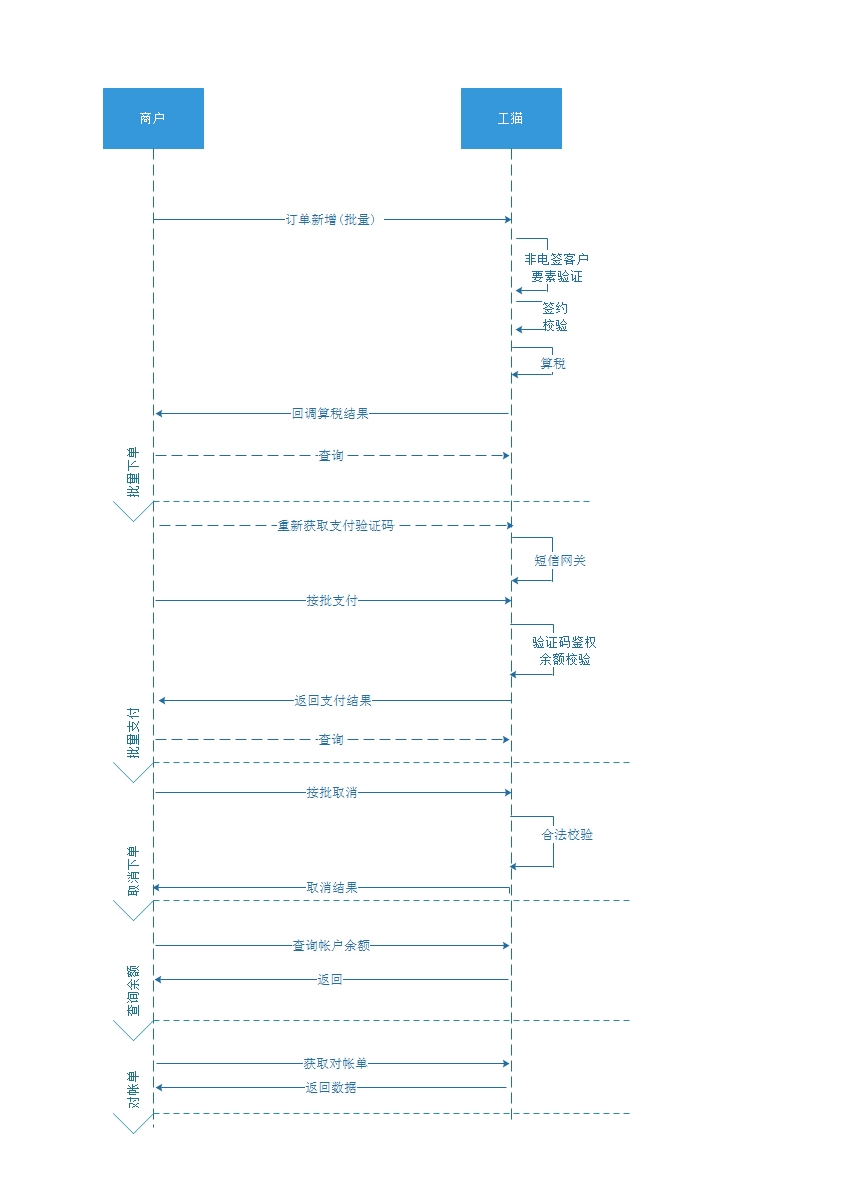 商户
工猫
订单新增(批量)
非电签客户
要素验证
签约
校验
算税
回调算税结果
查询
批量下单
重新获取支付验证码
短信网关
按批支付
验证码鉴权
余额校验
返回支付结果
查询
批量支付
按批取消
合法校验
取消下单
取消结果
查询帐户余额
返回
查询余额
获取对帐单
返回数据
对帐单